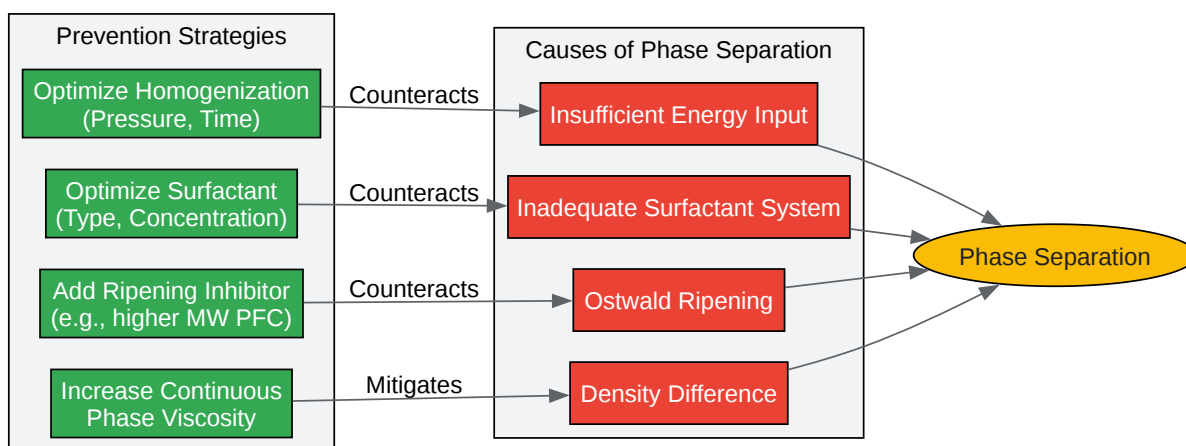 Prevention Strategies
Optimize Homogenization
(Pressure, Time)
Optimize Surfactant
(Type, Concentration)
Add Ripening Inhibitor
(e.g., higher MW PFC)
Increase Continuous
Phase Viscosity
Counteracts
Counteracts
Counteracts
Mitigates
Causes of Phase Separation
Insufficient Energy Input
Inadequate Surfactant System
Ostwald Ripening
Density Difference
Phase Separation